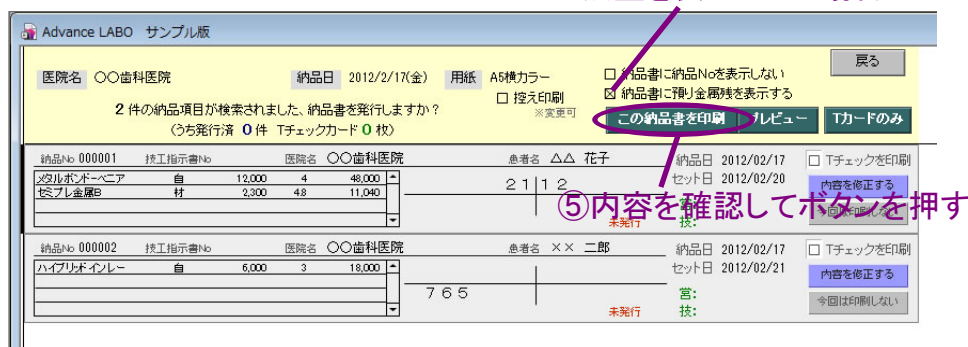 Advance LABO サンプル版
医院名 〇〇歯科医院 納品日 2012/2/17(金) 用紙 A5横カラー □ 納品書に納品Noを表示しない 戻る
□ 控え印刷 ☒ 納品書に預り金属残を表示する
2 件の納品項目が検索されました、納品書を発行しますか？ ※変更可
(うち発行済 0 件 Tチェックカード 0 枚) この納品書を印刷 プレビュー Tカードのみ
納品No 000001 技工指示書No 医院名 〇〇歯科医院 患者名 △△ 花子 納品日 2012/02/17 □ Tチェックを印刷
メタルボンドーベニア 自 12,000 4 48,000 セット日 2012/02/20
セミプレ金属B 材 2,300 4.8 11,040 2 1 1 2 内容を修正する
⑤内容を確認してボタンを押す
未発行 技:
納品No 000002 技工指示書No 医院名 〇〇歯科医院 患者名 ×× 二郎 納品日 2012/02/17 □ Tチェックを印刷
ハイブリッドインレー 自 6,000 3 18,000 セット日 2012/02/21 内容を修正する
7 6 5 営: 今回は印刷しない
未発行 技: